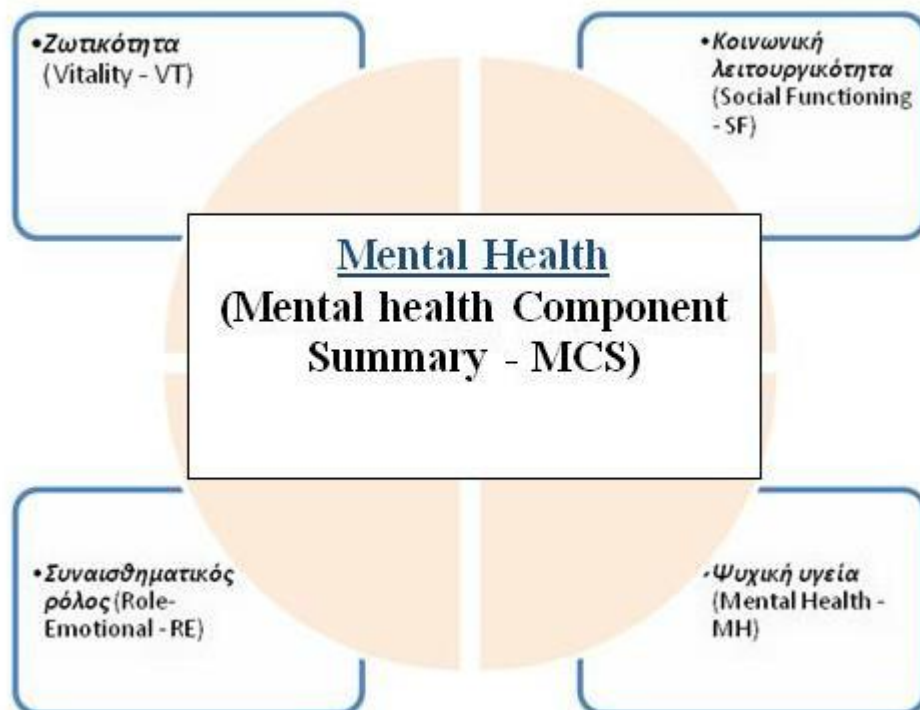 •Ζωτικότητα
(Vitality - VT)
•Κοινωνική
λειτουργικότητα
(Social Functioning
- SF)
Mental Health
(Mental health Component
Summary - MCS)
•Συναισθηματικός
ρόλος (Role-
Emotional - RE)
•Ψυχική υγεία
(Mental Health -
MH)